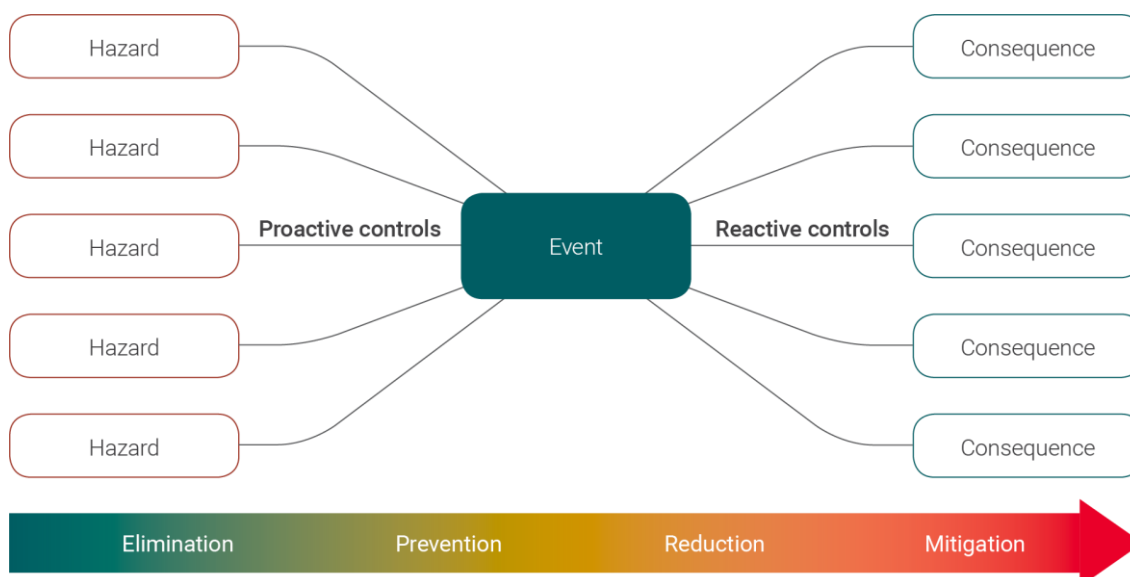 Hazard
Consequence
Hazard
Consequence
Hazard
Proactive controls
Event
Reactive controls
Consequence
Hazard
Consequence
Hazard
Consequence
Elimination
Prevention
Reduction
Mitigation